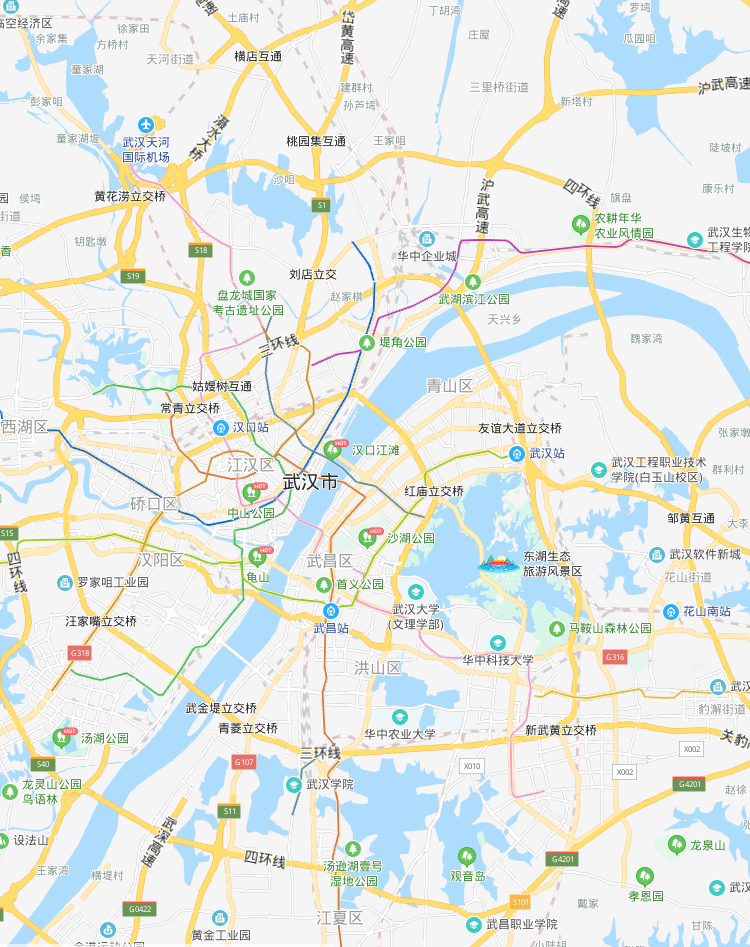 临空经济区
土庙村
徐家田
余家集
方桥村
天河街道
横店互通
岱黄高速
丁胡湾
庄屋
罗塆
瓜园咀
童家湖
彭家咀
建群村
孙芦塆
三里桥街道
新塔村
沪武高速
童家湖堤
武汉天河
国际机场
滠水大桥
桃园集互通
王家咀
陡坡村
黄花涝立交桥
侯塆
街道
园
沙咀
S1
沪武高速
四环线
旗盘
康乐村
农耕年华
农业风情园
武汉生物
工程学院
钥匙墩
香
S18
华中企业城
S19
刘店立交
盘龙城国家
考古遗址公园
赵家棋
武湖滨江公园
天兴乡
三环线
堤角公园
魏家湾
姑嫂树互通
常青立交桥
青山区
西湖区
汉口站
友谊大道立交桥
张家墩
HOT
汉口江滩
武汉站
江汉区
武汉市
武汉工程职业技术
学院(白玉山校区)
群利村
HOT
中山公园
红庙立交桥
硚口区
邹黄互通
大李
S15
HOT
沙湖公园
四环线
汉阳区
HOT
龟山
武昌区
东湖生态
旅游风景区
武汉软件新城
花山街道
罗家咀工业园
首义公园
武汉大学
(文理学部)
花山南站
汪家嘴立交桥
武昌站
马鞍山森林公园
G318
华中科技大学
G316
洪山区
武汉
豹澥街道
武金堤立交桥
青菱立交桥
华中农业大学
新武黄立交桥
关豹
HOT
汤湖公园
三环线
X002
S40
G107
X010
X002
龙灵山公园
鸟语林
武汉学院
G4201
赵徐
S11
设法山
武深高速
四环线
汤逊湖壹号
湿地公园
观音岛
G4201
龙泉山
王家湾
横堤村
孝恩园
武汉
G0422
S101
戴家
黄金工业园
江夏区
武昌职业学院
甘陈